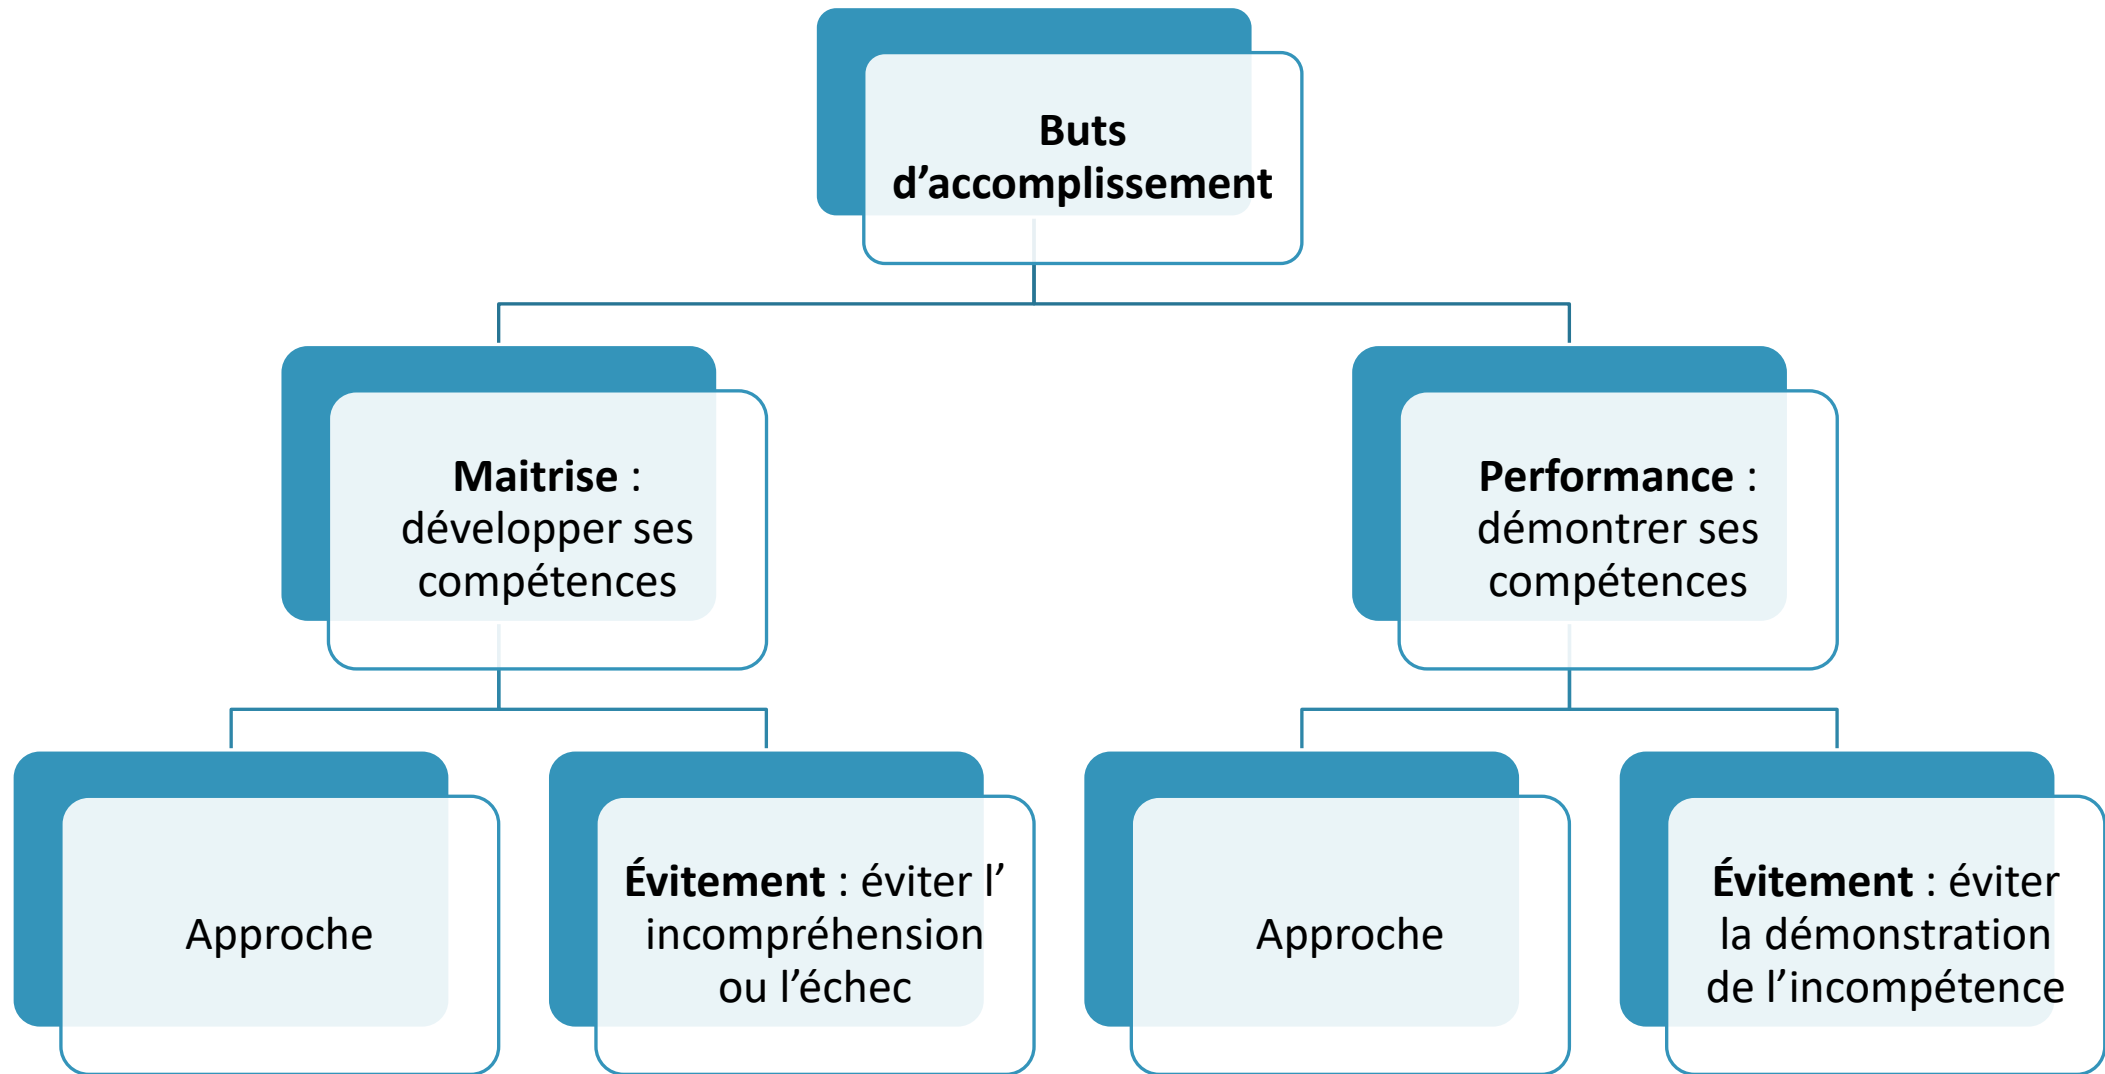 Buts
d’accomplissement
Maitrise :
développer ses
compétences
Performance :
démontrer ses
compétences
Approche
Évitement : éviter l’
incompréhension
ou l’échec
Approche
Évitement : éviter
la démonstration
de l’incompétence